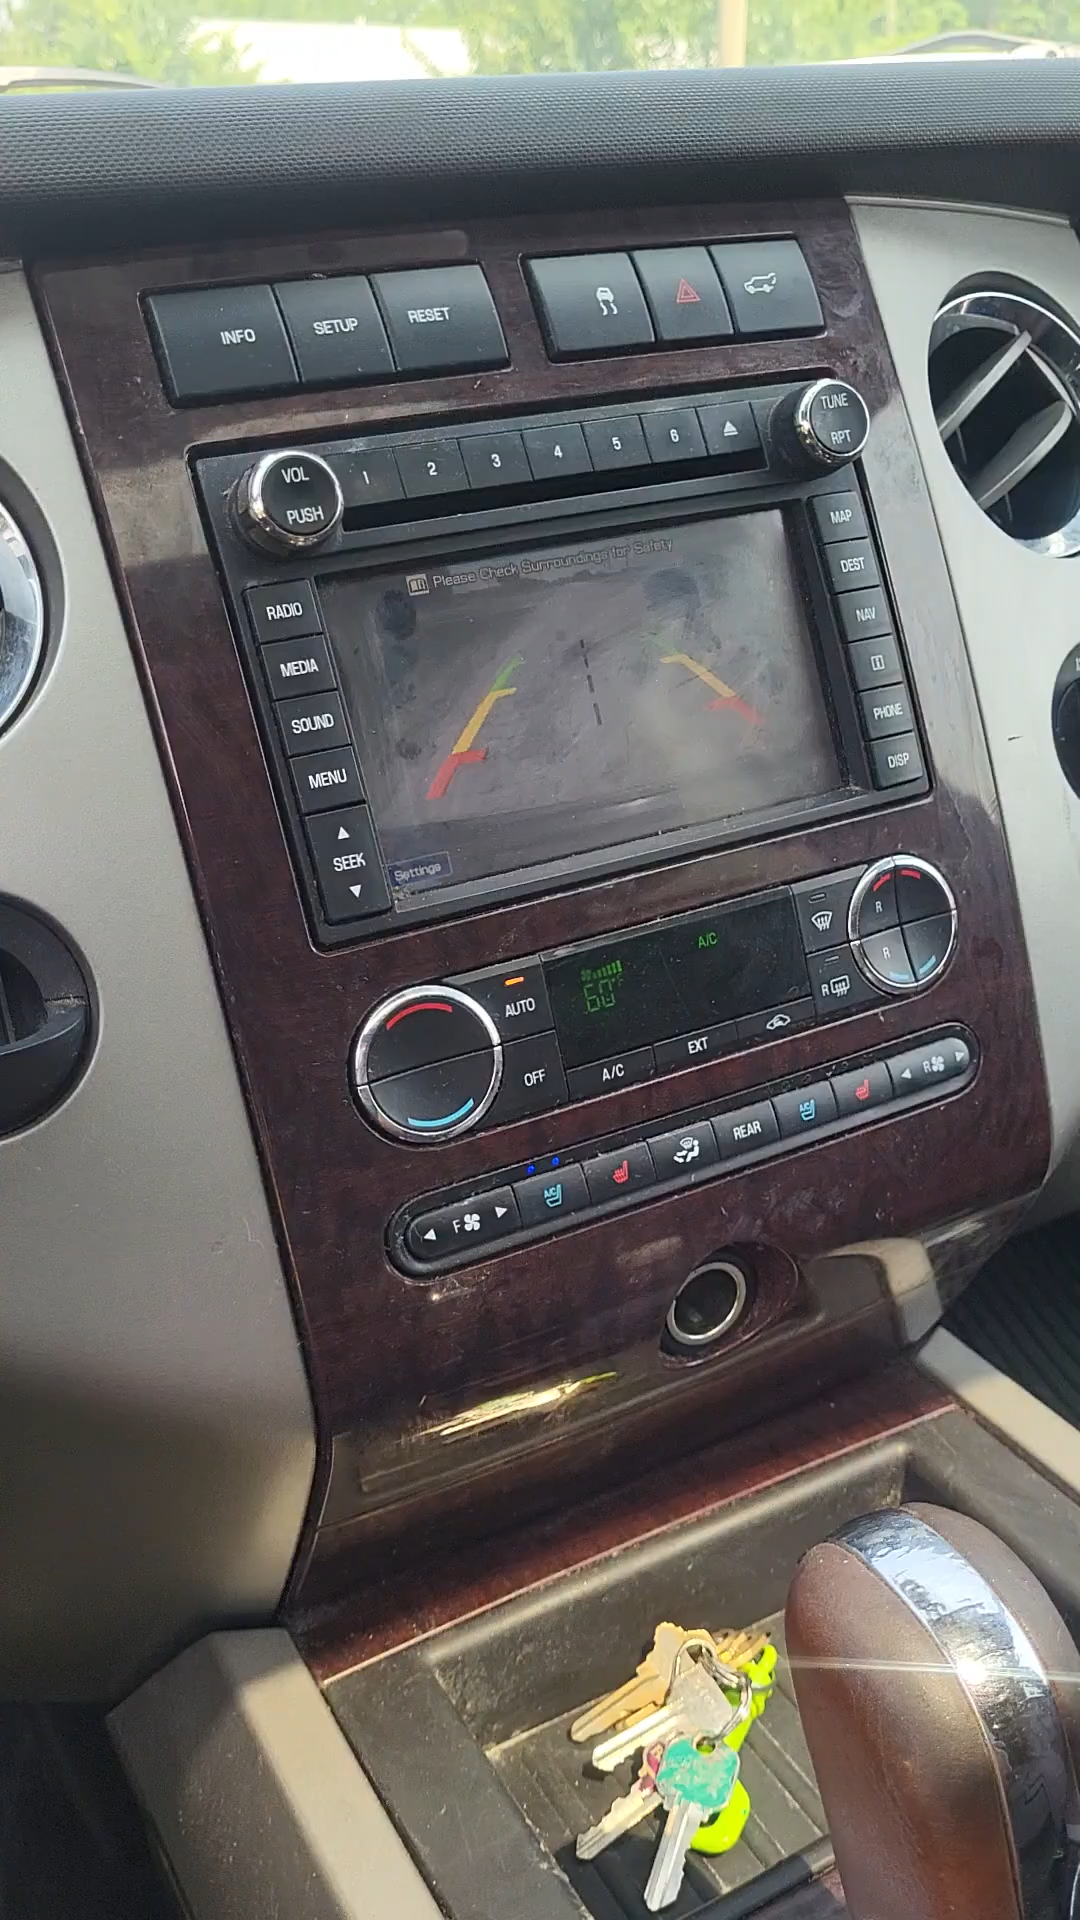 INFO SETUP RESET
VOL
PUSH
1 2 3 4 5 6
TUNE
RPT
RADIO
MEDIA
SOUND
MENU
SEEK
Please Check Surroundings for Safety
Settings
MAP
DEST
NAV
PHONE
DISP
AUTO
OFF
60°F
A/C
A/C
EXT
R
R
R
F
A/C
REAR
A/C
R